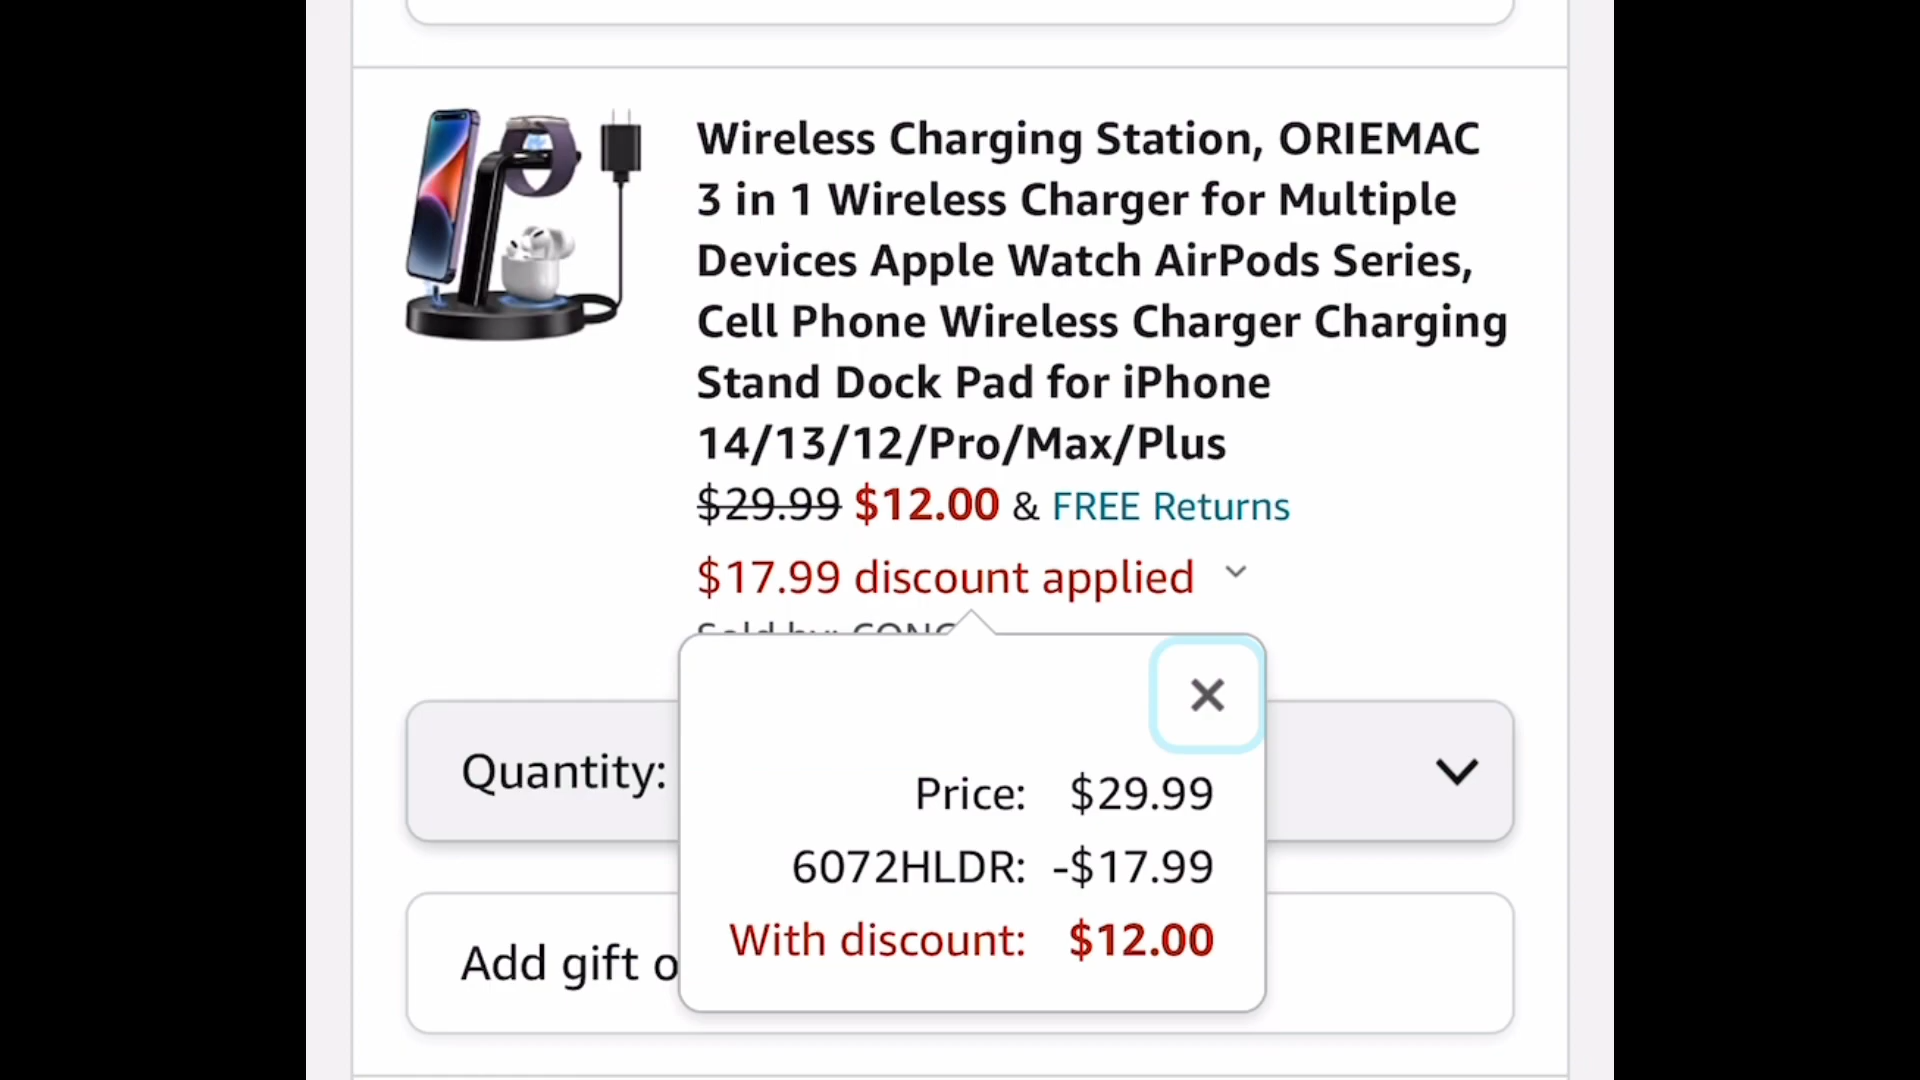 Wireless Charging Station, ORIEMAC
3 in 1 Wireless Charger for Multiple
Devices Apple Watch AirPods Series,
Cell Phone Wireless Charger Charging
Stand Dock Pad for iPhone
14/13/12/Pro/Max/Plus
$29.99 $12.00 & FREE Returns
$17.99 discount applied
Sold by:
Quantity:
Price: $29.99
6072HLDR: -$17.99
With discount: $12.00
Add gift o